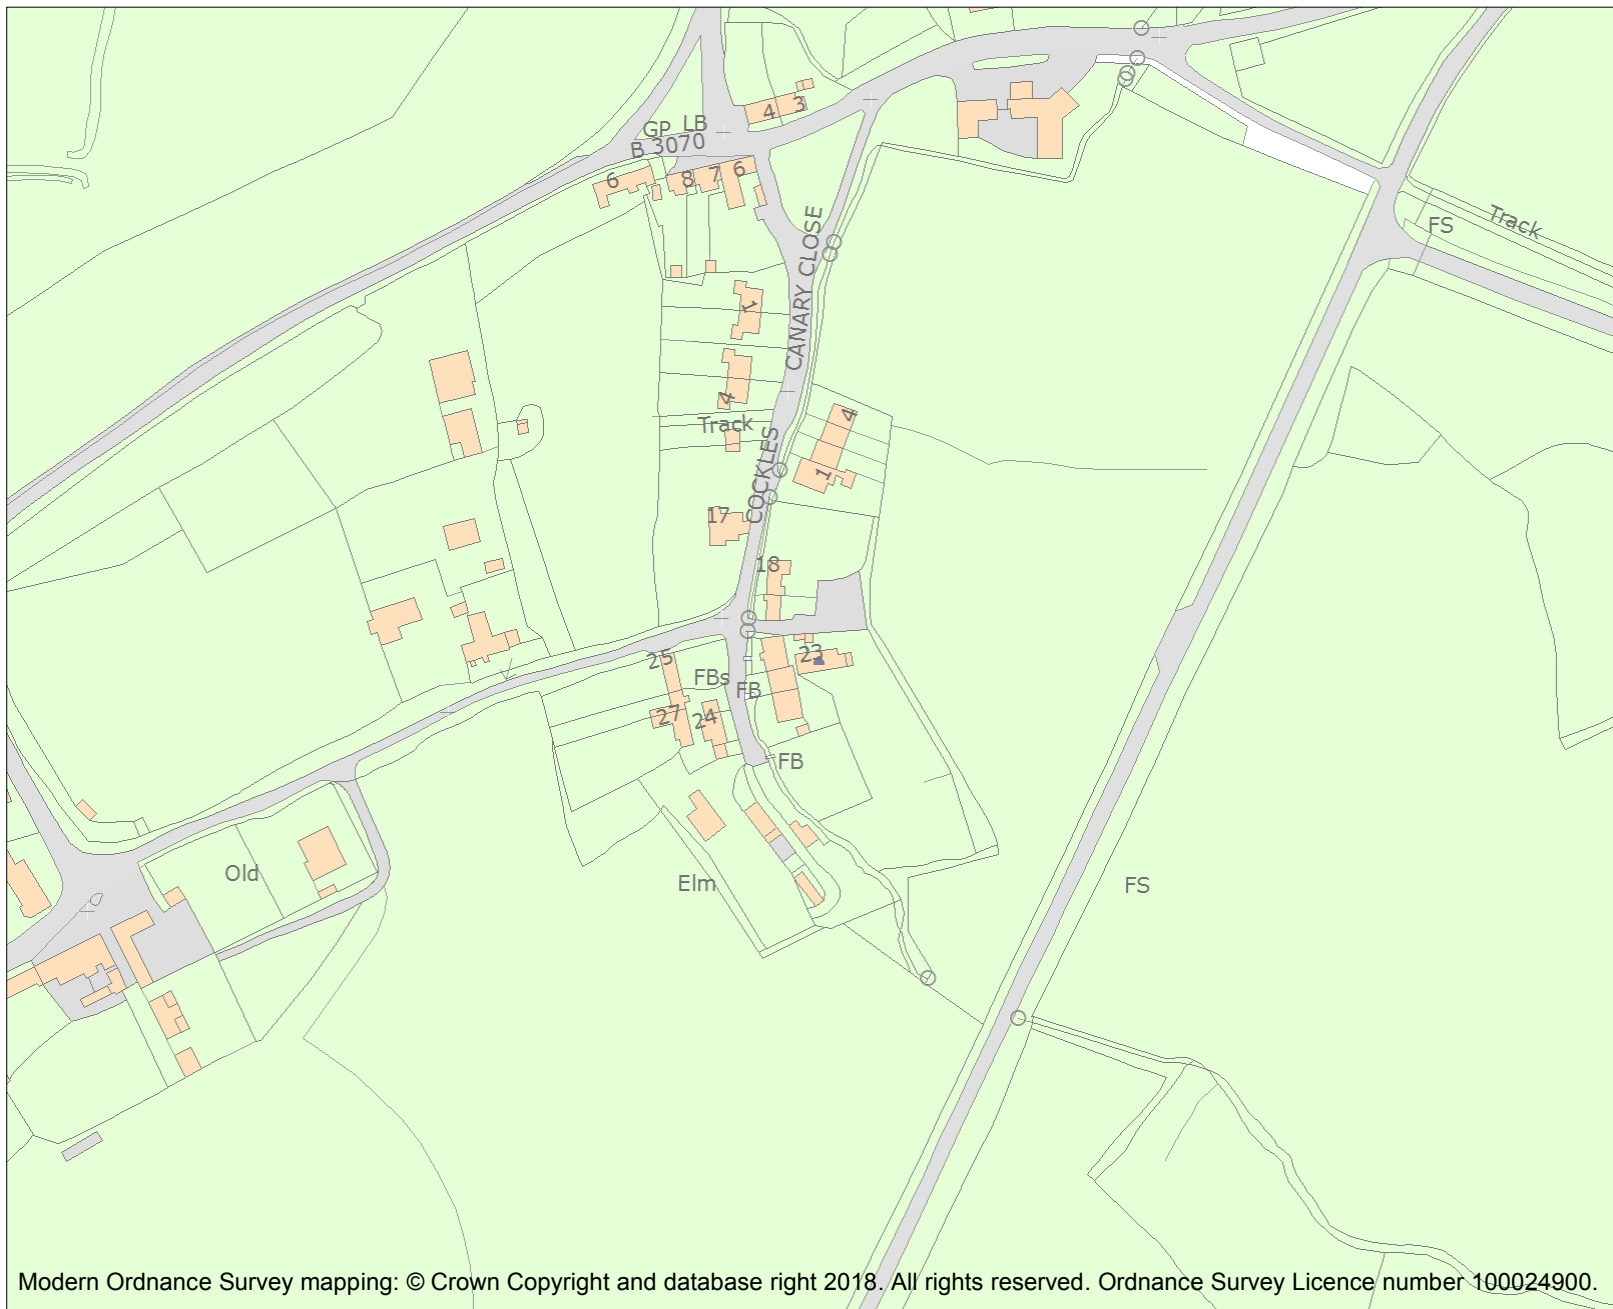 4 3
GP LB
B 3070
6 8 7 6
FS
Track
CANARY CLOSE
1
4
Track
4
1
COCKLES
17
18
23
25
FBs
FB
27
24
FB
Old
Elm
FS
Modern Ordnance Survey mapping: © Crown Copyright and database right 2018. All rights reserved. Ordnance Survey Licence number 100024900.